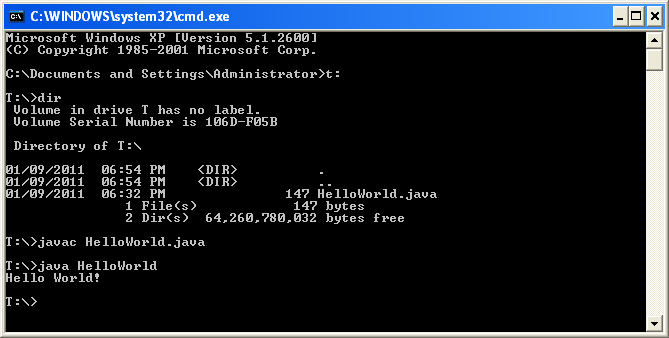 C:\WINDOWS\system32\cmd.exe
Microsoft Windows XP [Version 5.1.2600]
(C) Copyright 1985-2001 Microsoft Corp.
C:\Documents and Settings\Administrator>t:
T:\>dir
 Volume in drive T has no label.
 Volume Serial Number is 106D-F05B
 Directory of T:\
01/09/2011  06:54 PM    <DIR>          .
01/09/2011  06:54 PM    <DIR>          ..
01/09/2011  06:32 PM               147 HelloWorld.java
               1 File(s)            147 bytes
               2 Dir(s)  64,260,780,032 bytes free
T:\>javac HelloWorld.java
T:\>java HelloWorld
Hello World!
T:\>